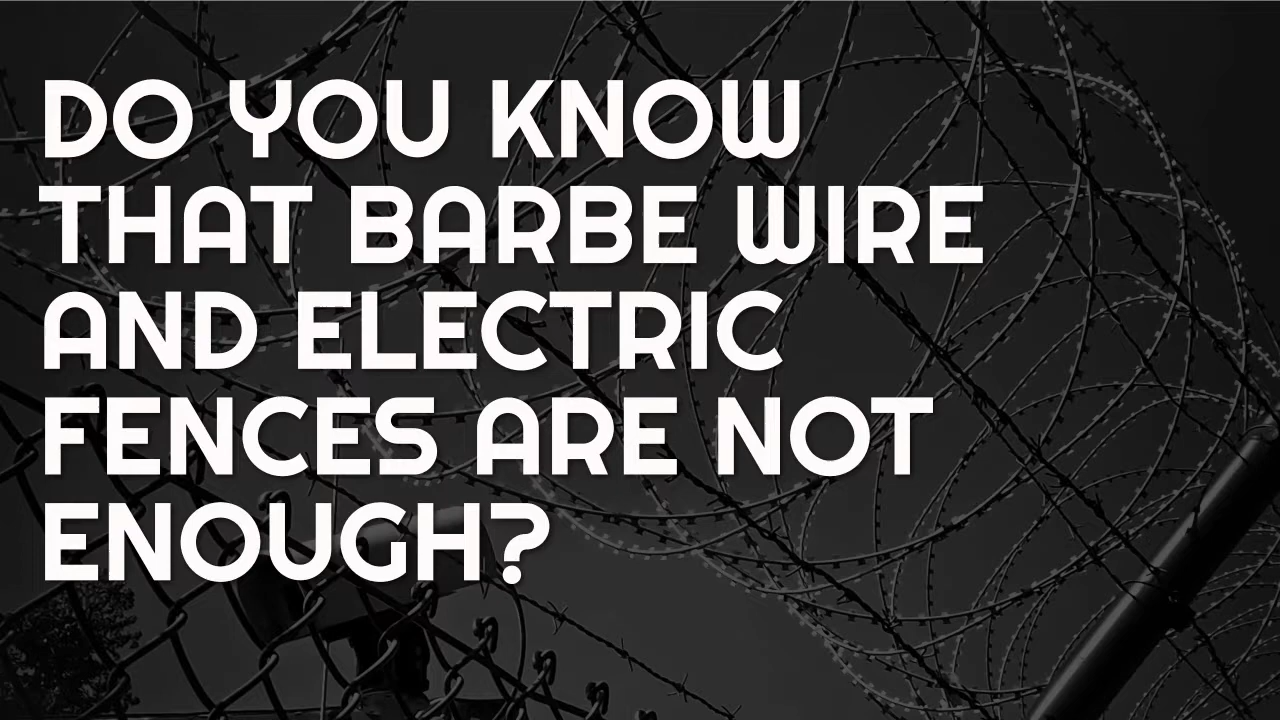 DO YOU KNOW
THAT BARBE WIRE
AND ELECTRIC
FENCES ARE NOT
ENOUGH?